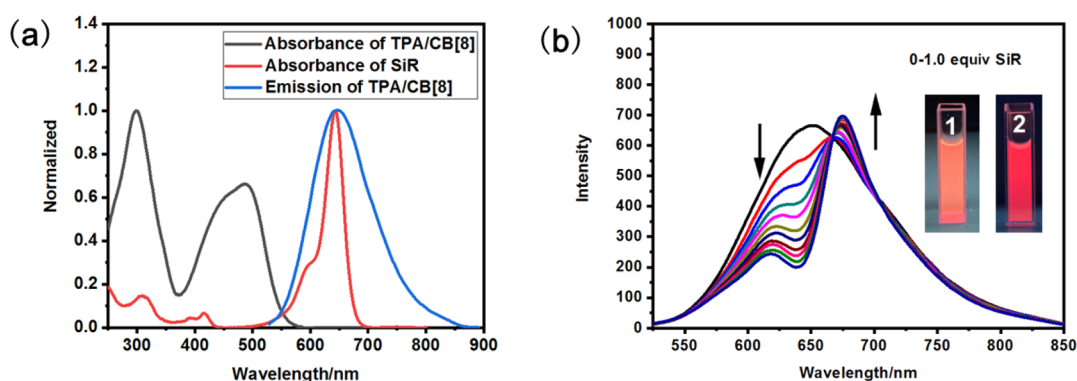 (a)
1.4
1.2
1.0
0.8
0.6
0.4
0.2
0.0
Normalized
Absorbance of TPA/CB[8]
Absorbance of SiR
Emission of TPA/CB[8]
250 300 400 500 600 700 800 900
Wavelength/nm
(b)
1000
900
800
700
600
500
400
300
200
100
0
Intensity
0-1.0 equiv SiR
1 2
550 600 650 700 750 800 850
Wavelength/nm